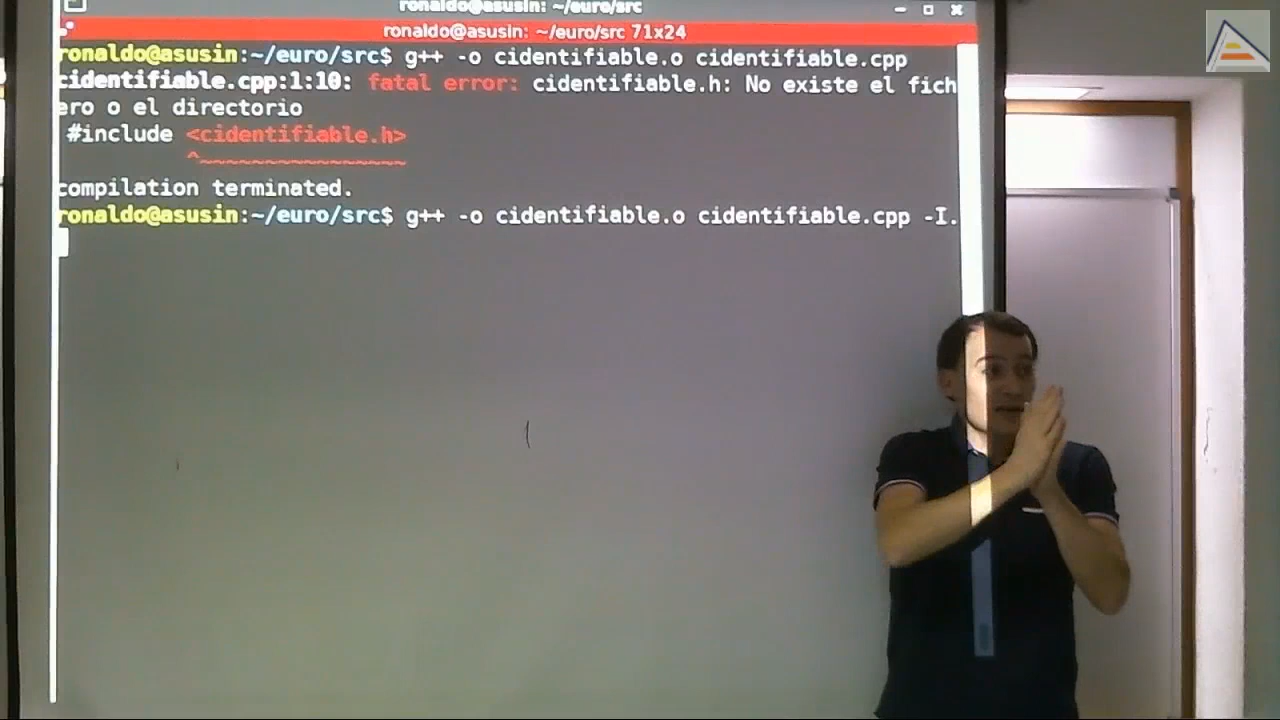 ronaldo@asusin: ~/euro/src
ronaldo@asusin: ~/euro/src 71x24
ronaldo@asusin:~/euro/src$ g++ -o cidentifiable.o cidentifiable.cpp
cidentifiable.cpp:1:10: fatal error: cidentifiable.h: No existe el fich
ero o el directorio
#include <cidentifiable.h>
^~~~~~~~~~~~~~~~~
compilation terminated.
ronaldo@asusin:~/euro/src$ g++ -o cidentifiable.o cidentifiable.cpp -I.